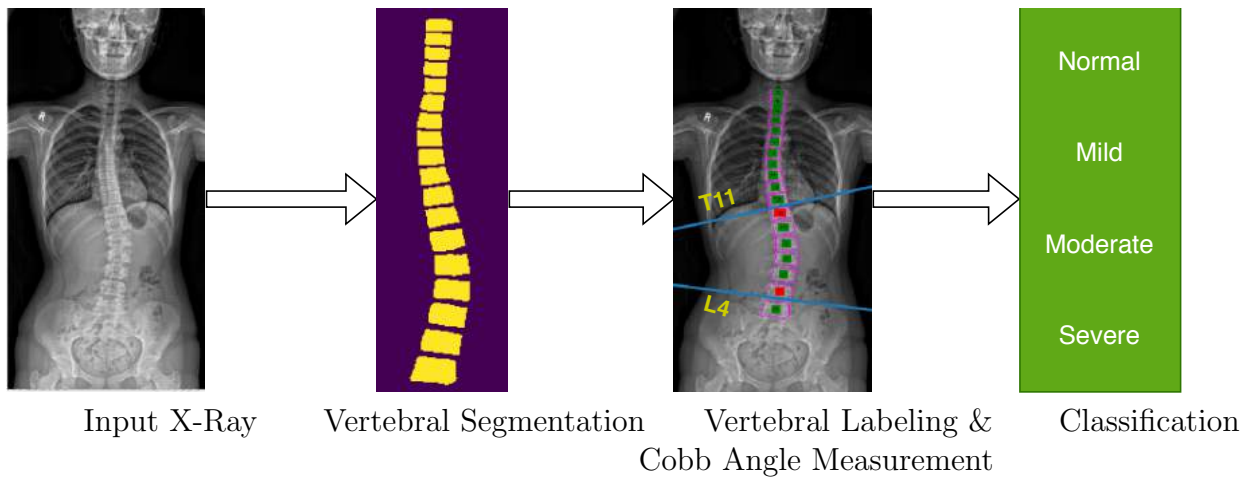 R
R
T11
L4
Normal
Mild
Moderate
Severe
Input X-Ray
Vertebral Segmentation
Vertebral Labeling &
Cobb Angle Measurement
Classification